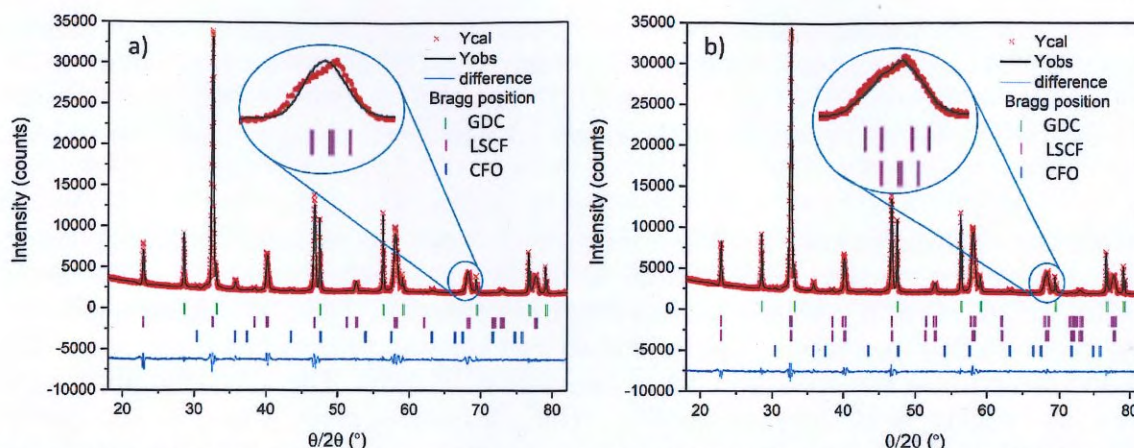 a)
35000
30000
25000
20000
15000
10000
5000
0
-5000
-10000
Intensity (counts)
Ycal
Yobs
difference
Bragg position
GDC
LSCF
CFO
20
30
40
50
60
70
80
θ/2θ (°)
b)
35000
30000
25000
20000
15000
10000
5000
0
-5000
-10000
Intensity (counts)
Ycal
Yobs
difference
Bragg position
GDC
LSCF
CFO
20
30
40
50
60
70
80
θ/2θ (°)